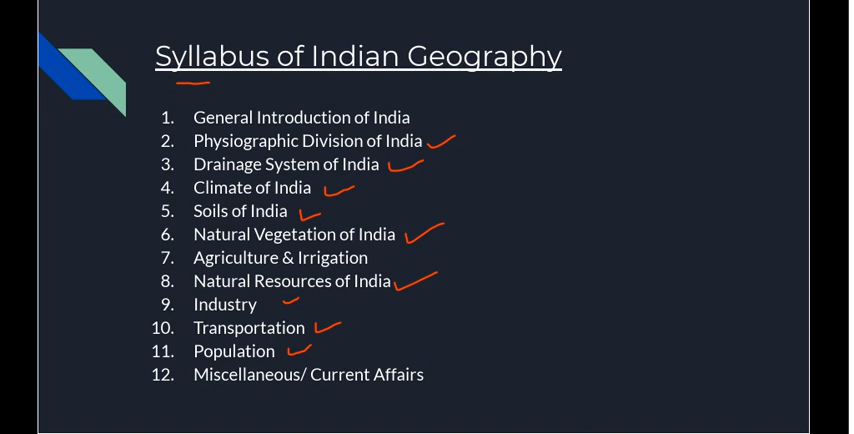 Syllabus of Indian Geography
1. General Introduction of India
2. Physiographic Division of India
3. Drainage System of India
4. Climate of India
5. Soils of India
6. Natural Vegetation of India
7. Agriculture & Irrigation
8. Natural Resources of India
9. Industry
10. Transportation
11. Population
12. Miscellaneous/ Current Affairs